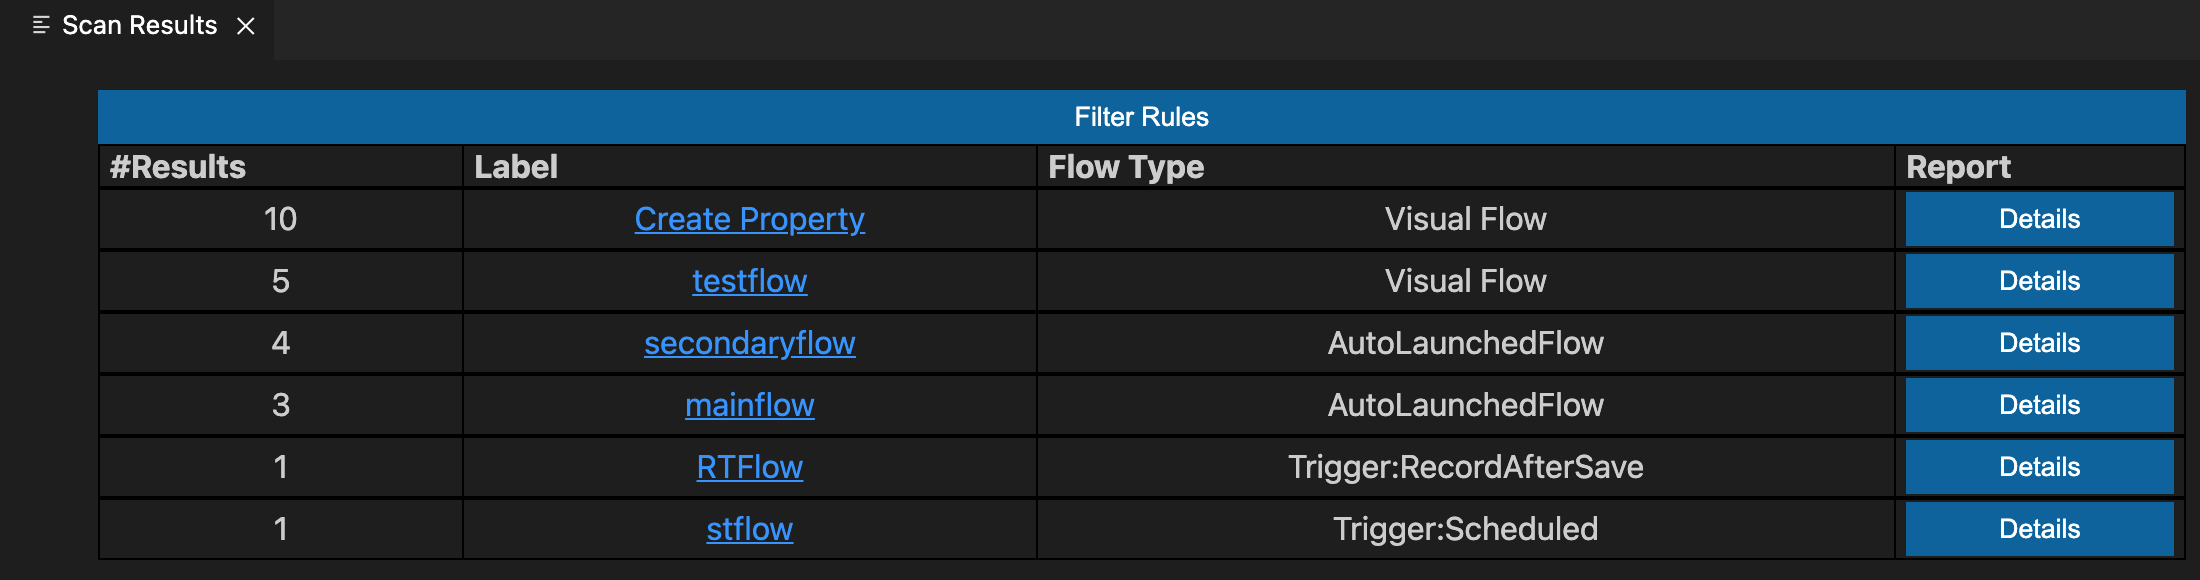 Scan Results
Filter Rules
#Results Label Flow Type Report
10 Create Property Visual Flow Details
5 testflow Visual Flow Details
4 secondaryflow AutoLaunchedFlow Details
3 mainflow AutoLaunchedFlow Details
1 RTFlow Trigger:RecordAfterSave Details
1 stflow Trigger:Scheduled Details